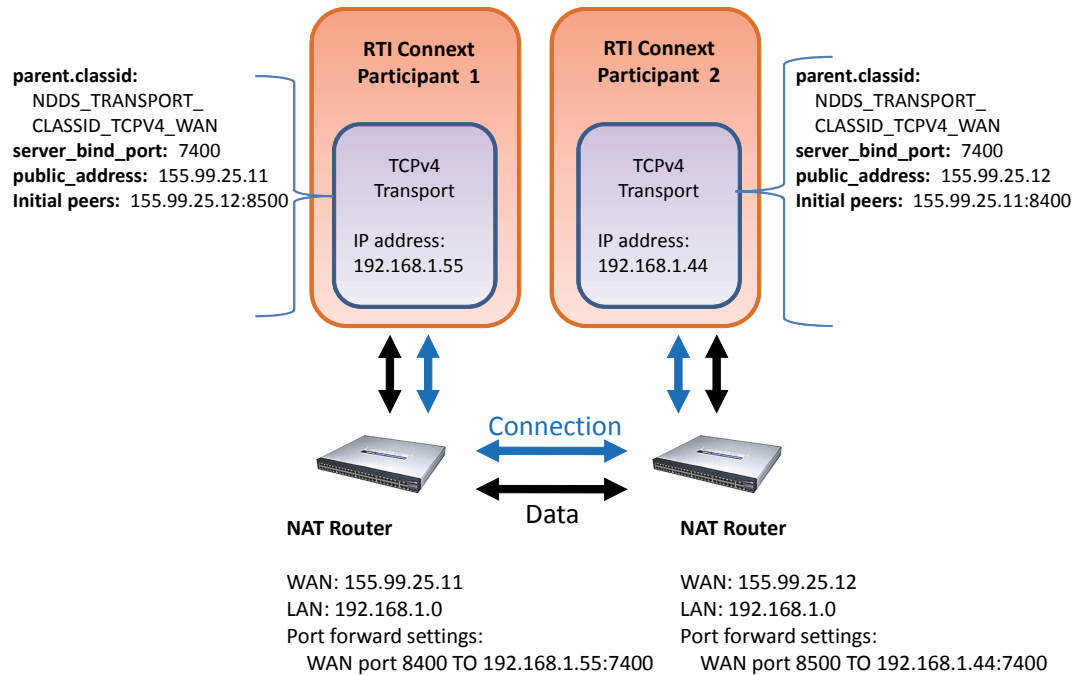 RTI Connext
Participant 1
RTI Connext
Participant 2
parent.classid:
NDDS_TRANSPORT_
CLASSID_TCPV4_WAN
server_bind_port: 7400
public_address: 155.99.25.11
Initial peers: 155.99.25.12:8500
TCPv4
Transport
IP address:
192.168.1.55
TCPv4
Transport
IP address:
192.168.1.44
parent.classid:
NDDS_TRANSPORT_
CLASSID_TCPV4_WAN
server_bind_port: 7400
public_address: 155.99.25.12
Initial peers: 155.99.25.11:8400
Connection
Data
NAT Router
WAN: 155.99.25.11
LAN: 192.168.1.0
Port forward settings:
WAN port 8400 TO 192.168.1.55:7400
NAT Router
WAN: 155.99.25.12
LAN: 192.168.1.0
Port forward settings:
WAN port 8500 TO 192.168.1.44:7400